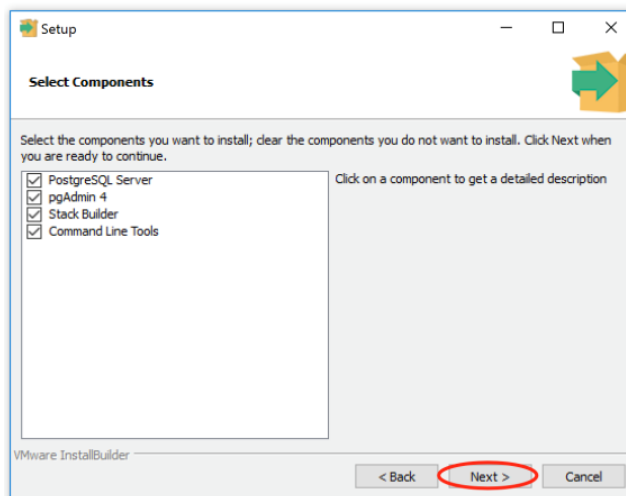 Setup
Select Components
Select the components you want to install; clear the components you do not want to install. Click Next when
you are ready to continue.
PostgreSQL Server
pgAdmin 4
Stack Builder
Command Line Tools
Click on a component to get a detailed description
VMware InstallBuilder
< Back
Next >
Cancel